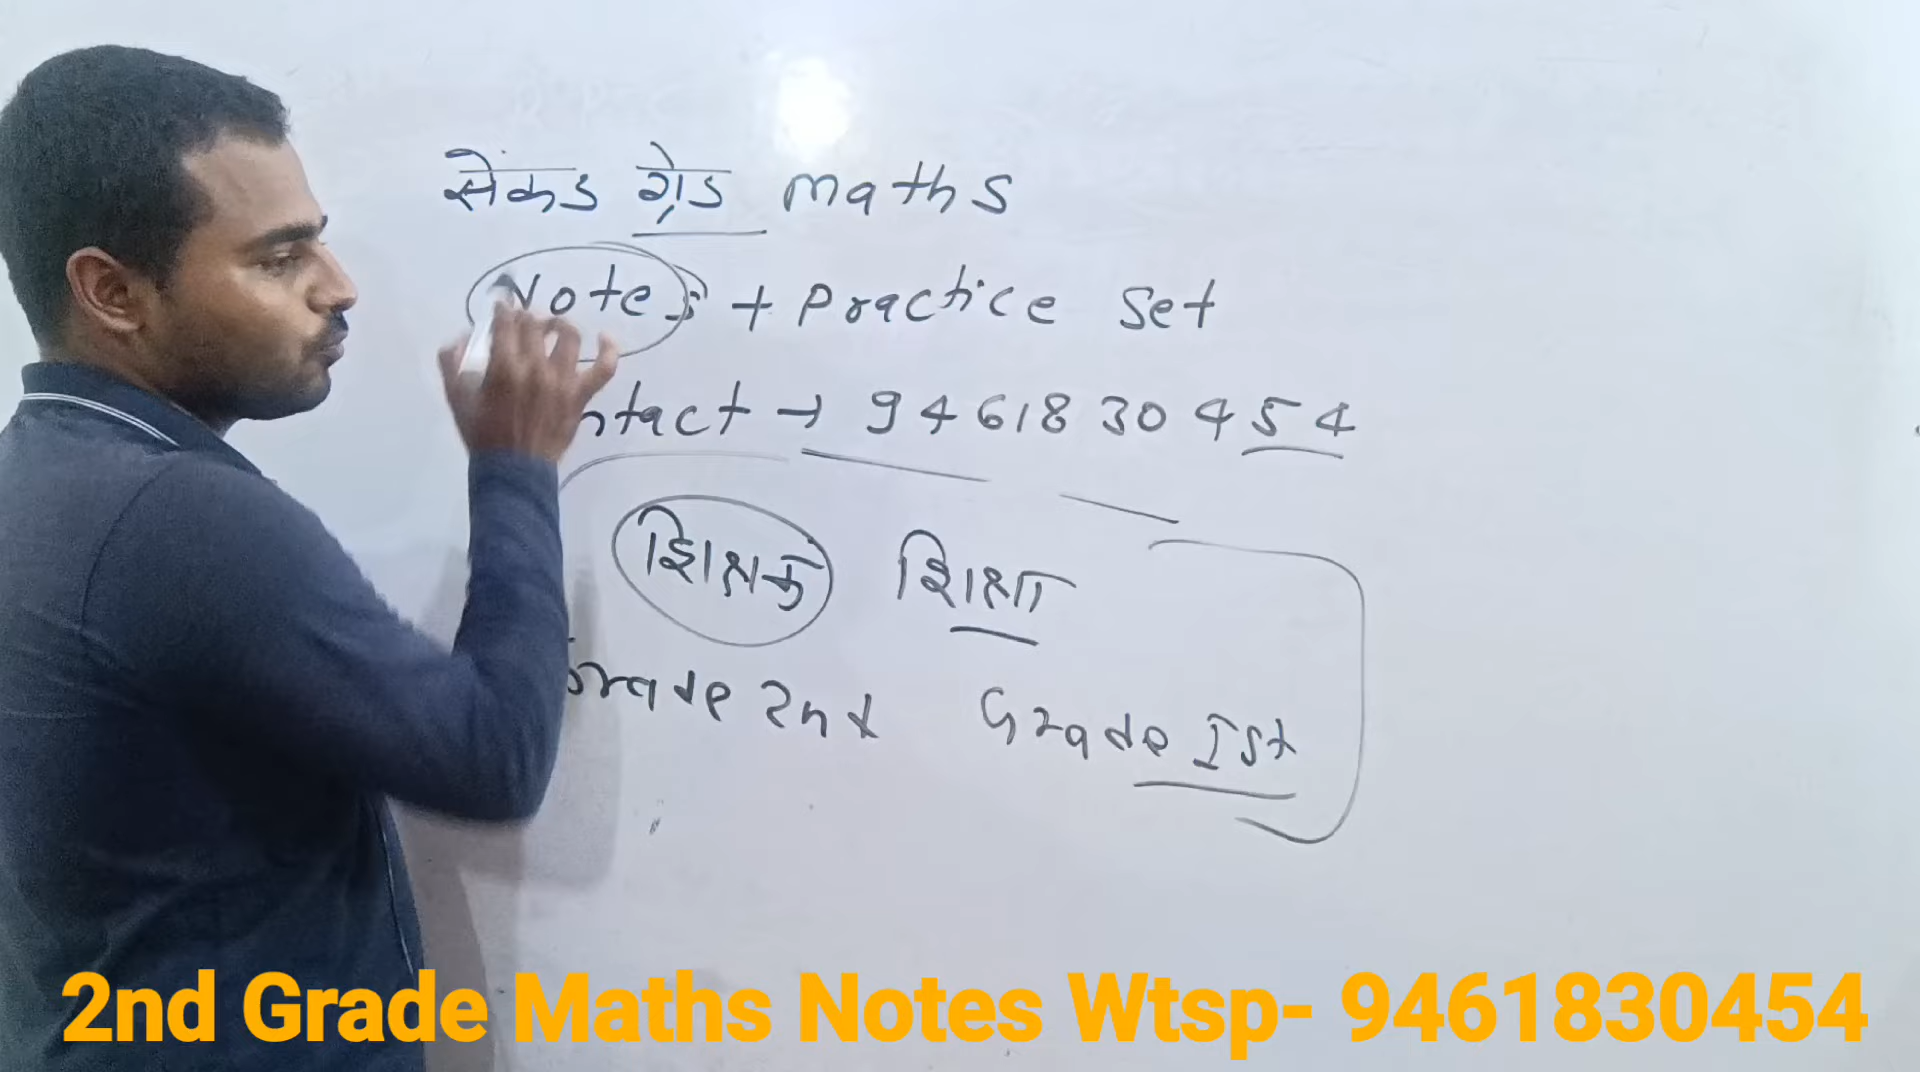 सेकंड ग्रेड maths
Notes + Practice Set
ntact → 9461830454
शिक्षक शिक्षा
Grade 2nd Grade Ist
2nd Grade Maths Notes Wtsp- 9461830454